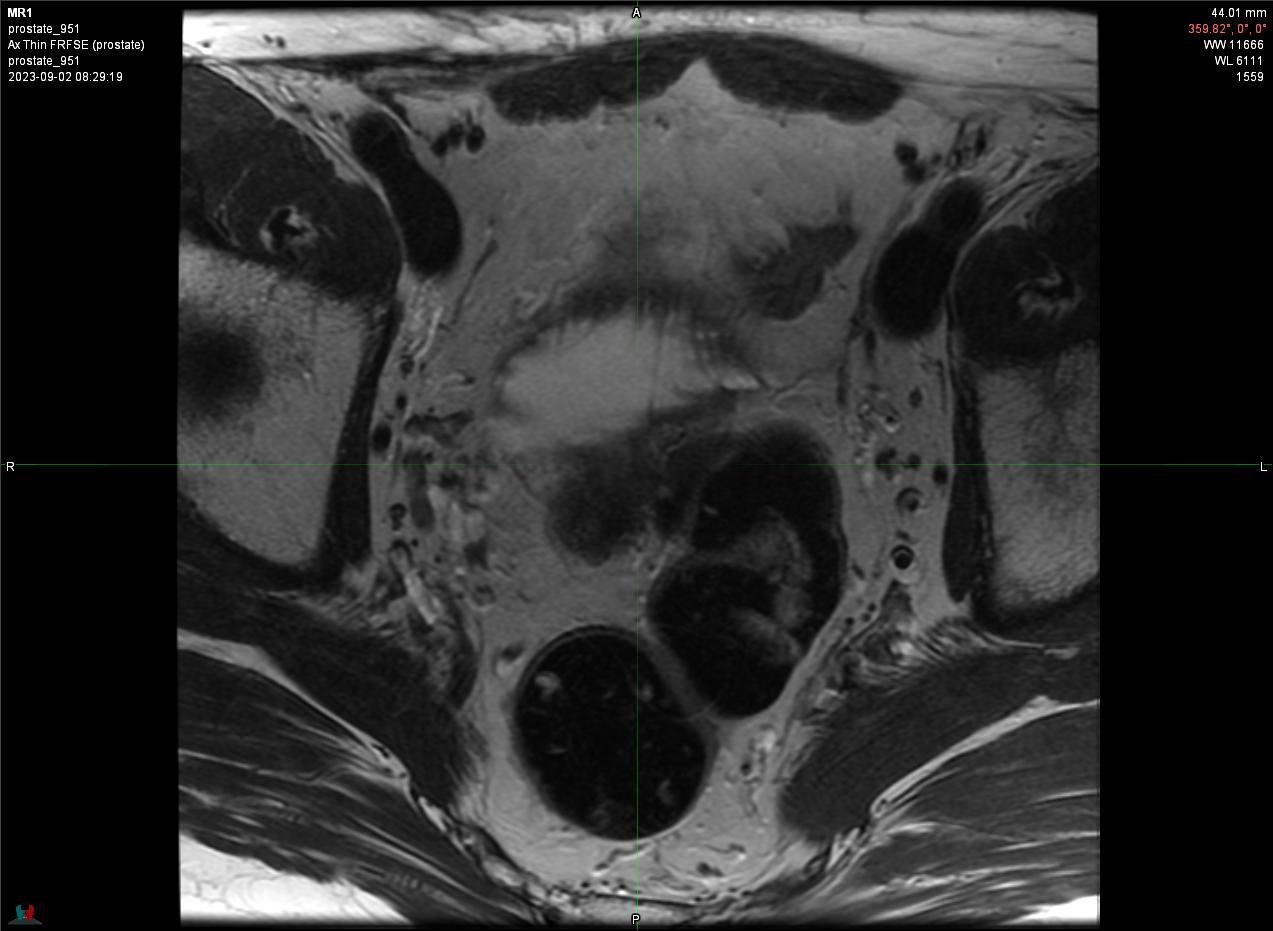 MR1
prostate_951
Ax Thin FRFSE (prostate)
prostate_951
2023-09-02 08:29:19
44.01 mm
359.82°, 0°, 0°
WW 11666
WL 6111
1559
A
R
L
P